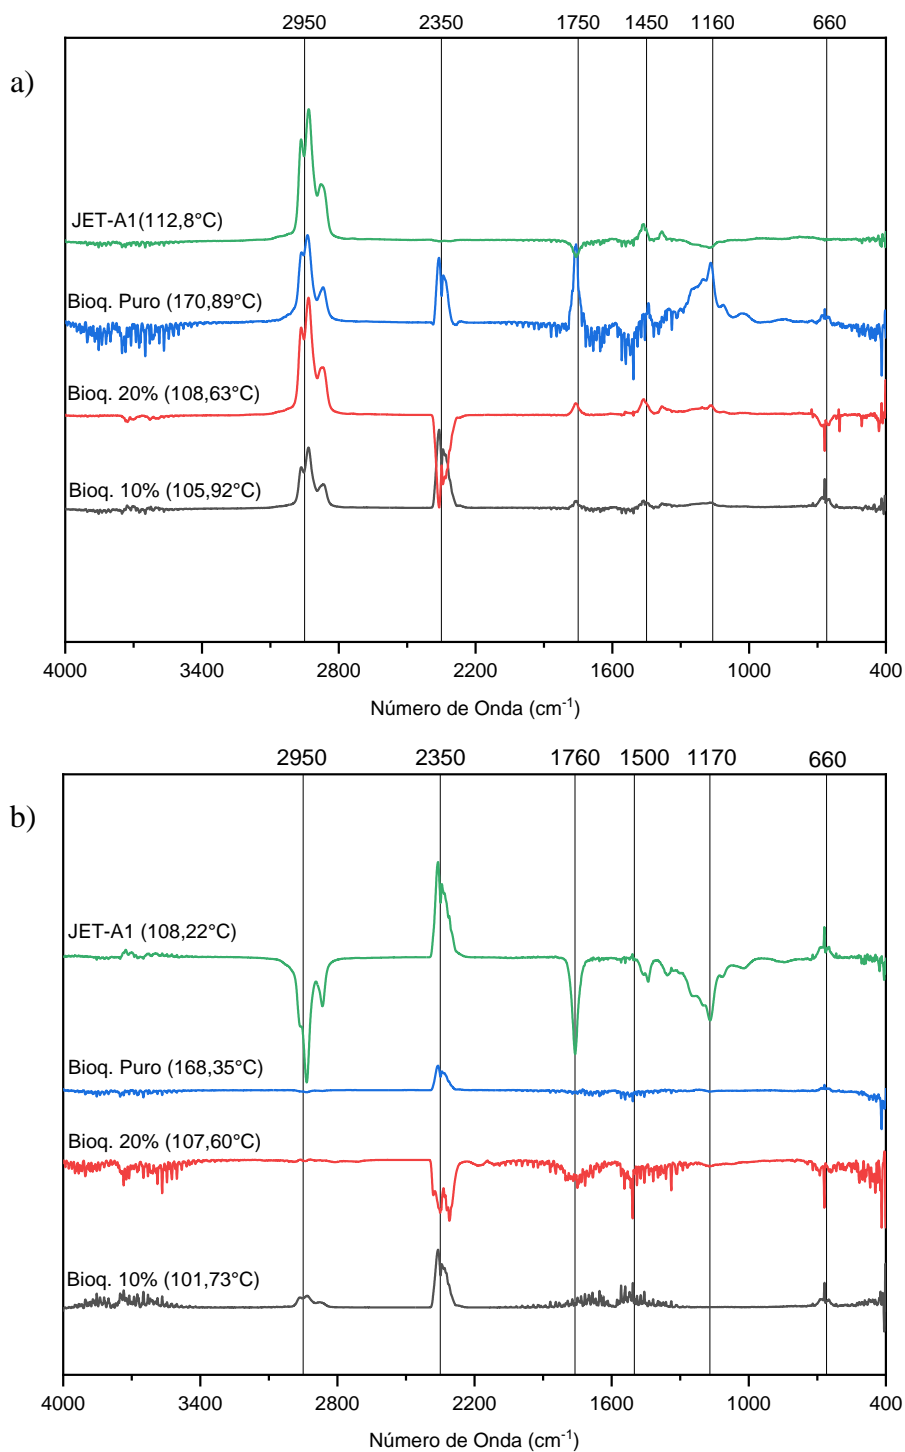 2950 2350 1750 1450 1160 660
a)
JET-A1(112,8°C)
Bioq. Puro (170,89°C)
Bioq. 20% (108,63°C)
Bioq. 10% (105,92°C)
4000 3400 2800 2200 1600 1000 400
Número de Onda (cm⁻¹)
2950 2350 1760 1500 1170 660
b)
JET-A1 (108,22°C)
Bioq. Puro (168,35°C)
Bioq. 20% (107,60°C)
Bioq. 10% (101,73°C)
4000 3400 2800 2200 1600 1000 400
Número de Onda (cm⁻¹)